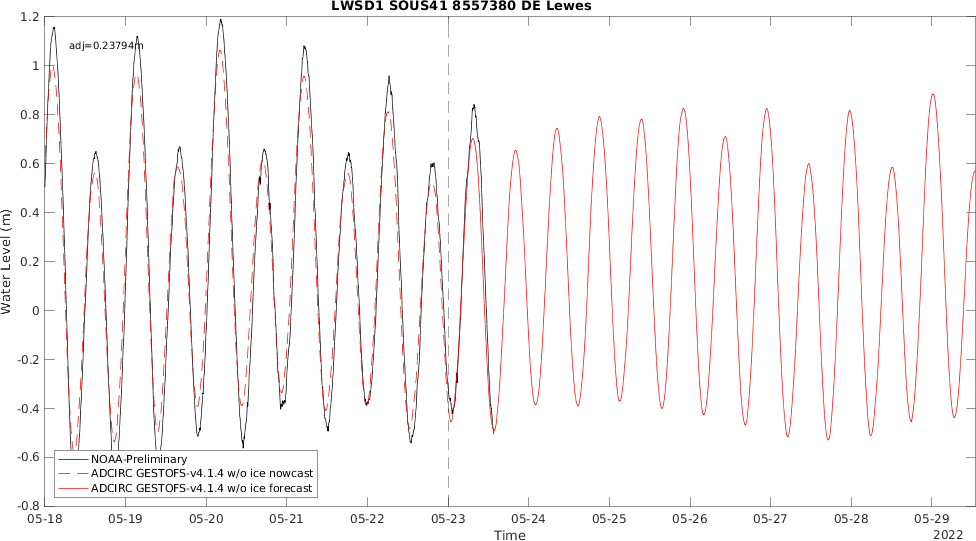 LWSD1 SOUS41 8557380 DE Lewes
adj=0.23794m
1.2
1
0.8
0.6
0.4
0.2
0
-0.2
-0.4
-0.6
-0.8
Water Level (m)
NOAA-Preliminary
ADCIRC GESTOFS-v4.1.4 w/o ice nowcast
ADCIRC GESTOFS-v4.1.4 w/o ice forecast
05-18 05-19 05-20 05-21 05-22 05-23 05-24 05-25 05-26 05-27 05-28 05-29
Time
2022